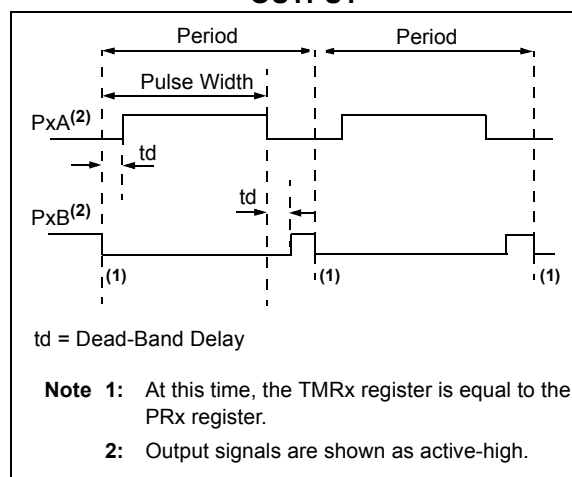 Period Period
Pulse Width
PxA(2)
td
td
PxB(2)
(1) (1) (1)
td = Dead-Band Delay
Note 1: At this time, the TMRx register is equal to the
PRx register.
2: Output signals are shown as active-high.